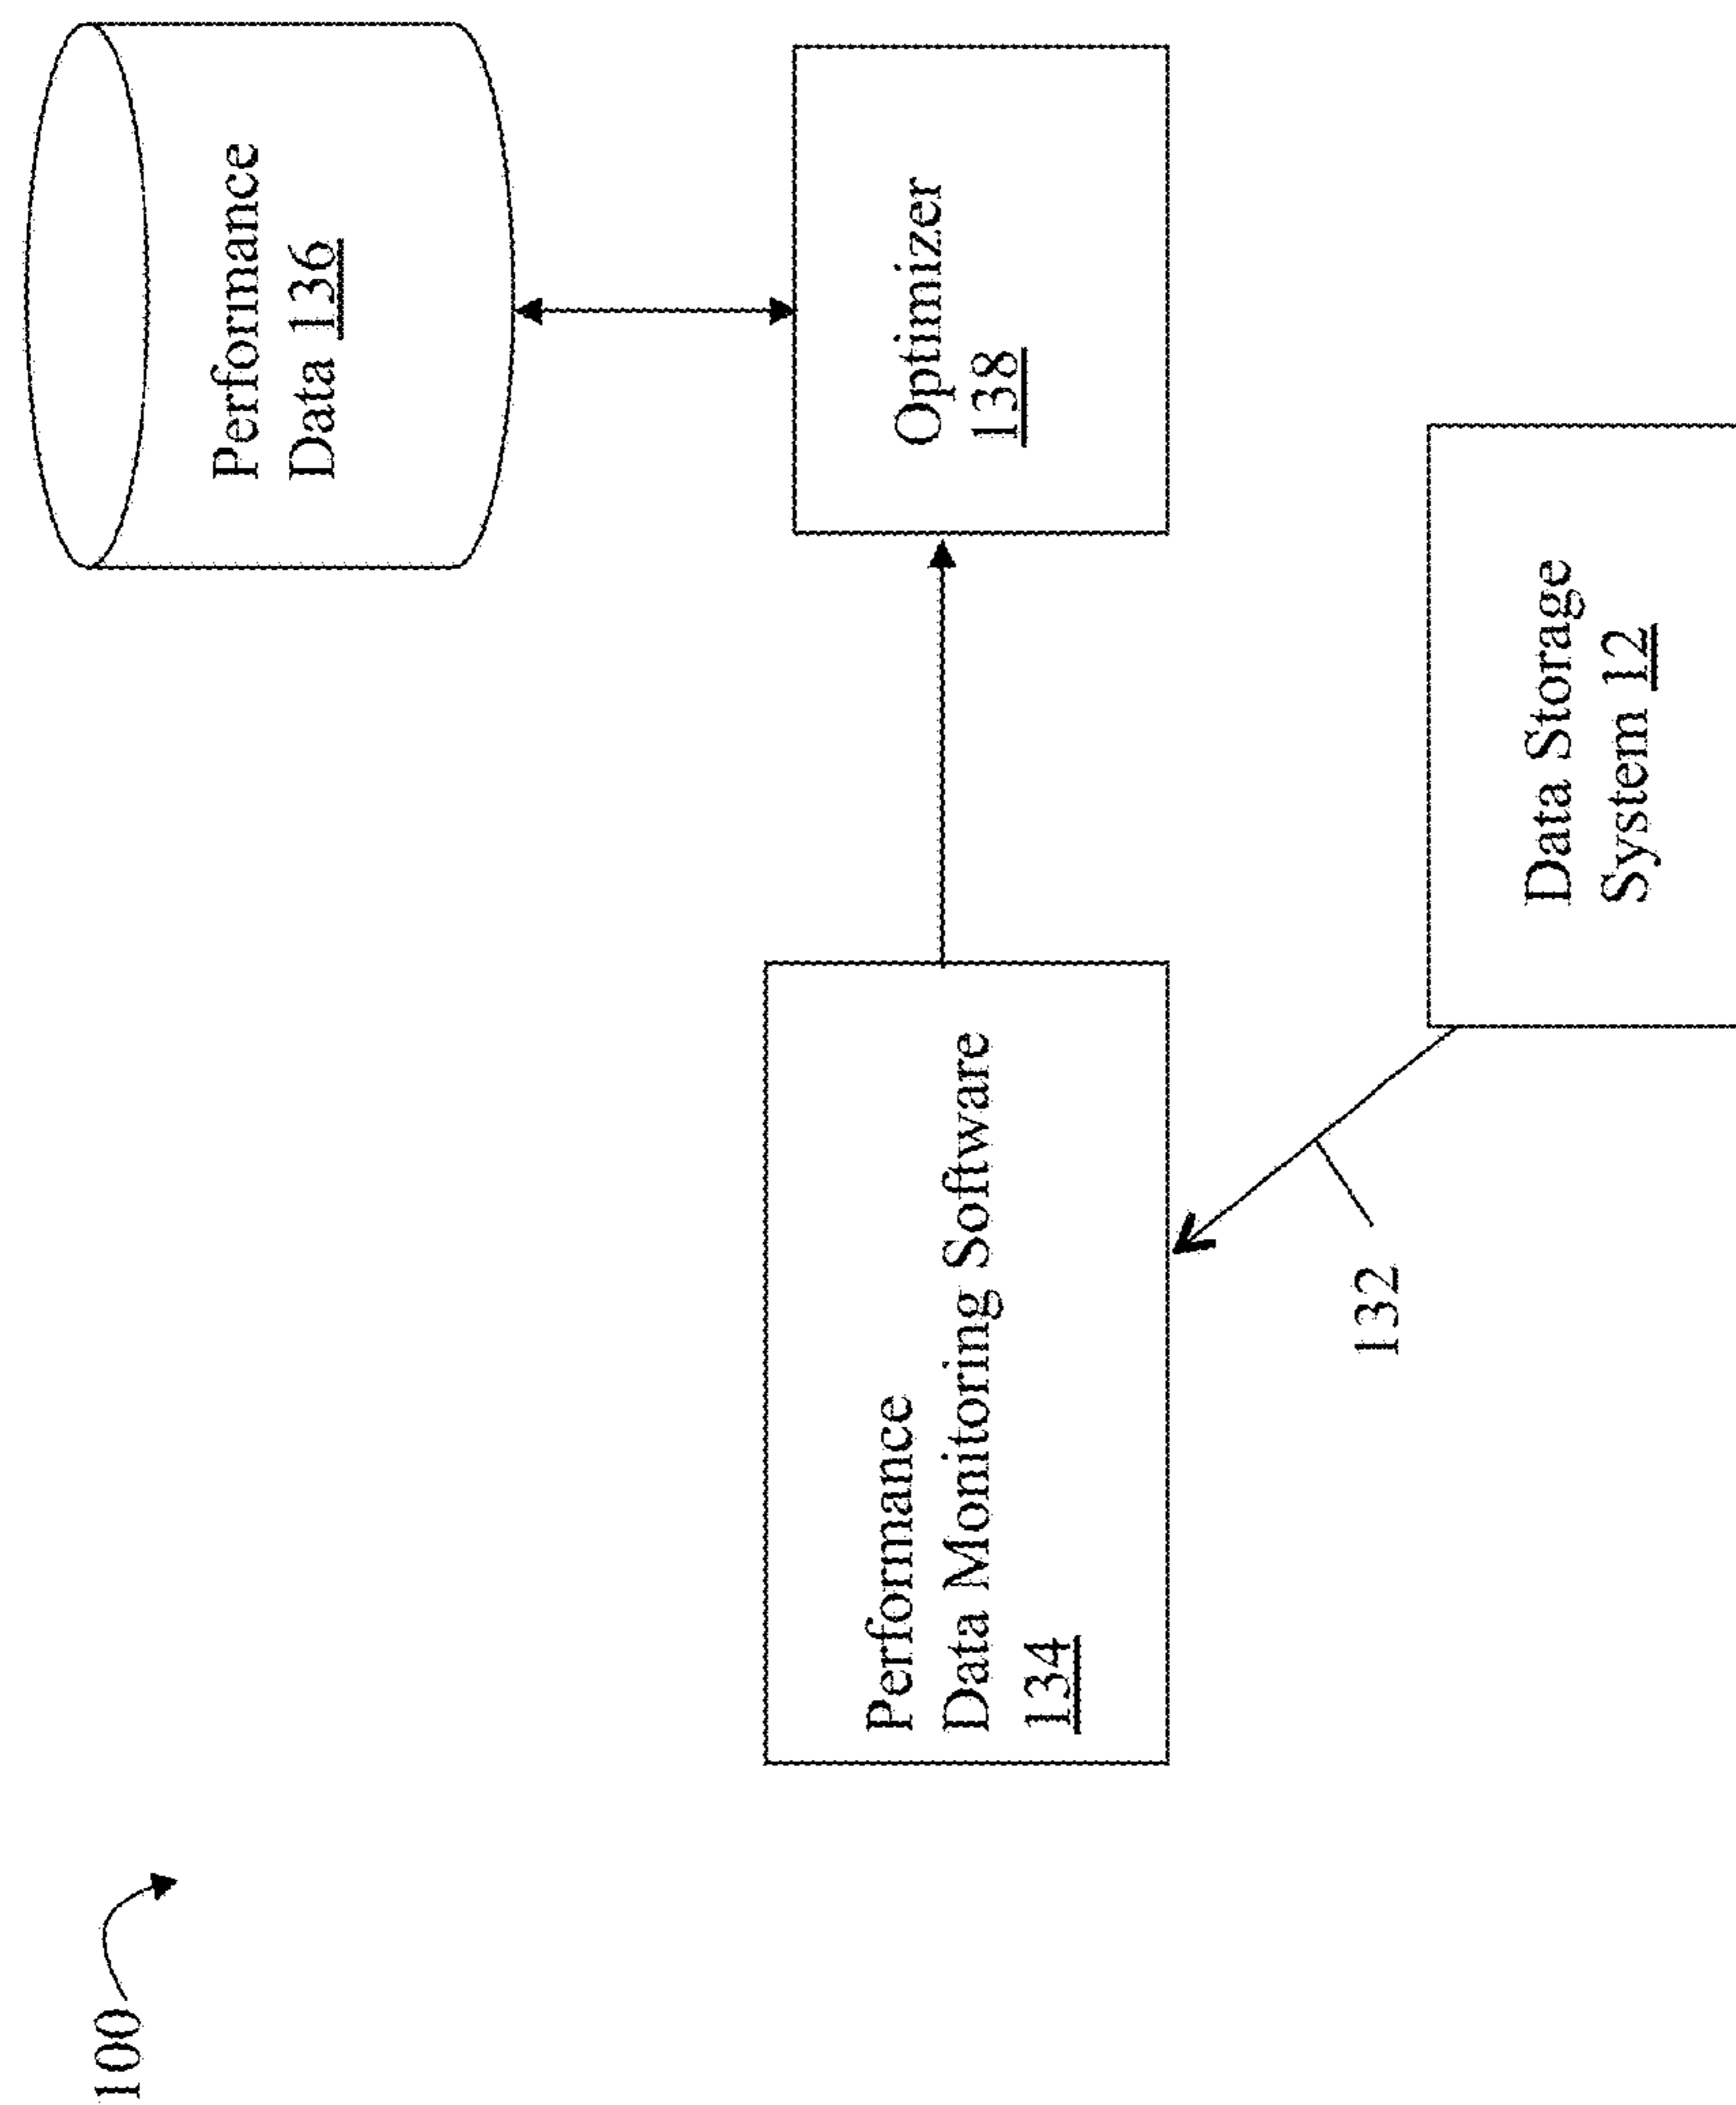 100
Performance
Data 136
Performance
Data Monitoring Software
134
Optimizer
138
132
Data Storage
System 12